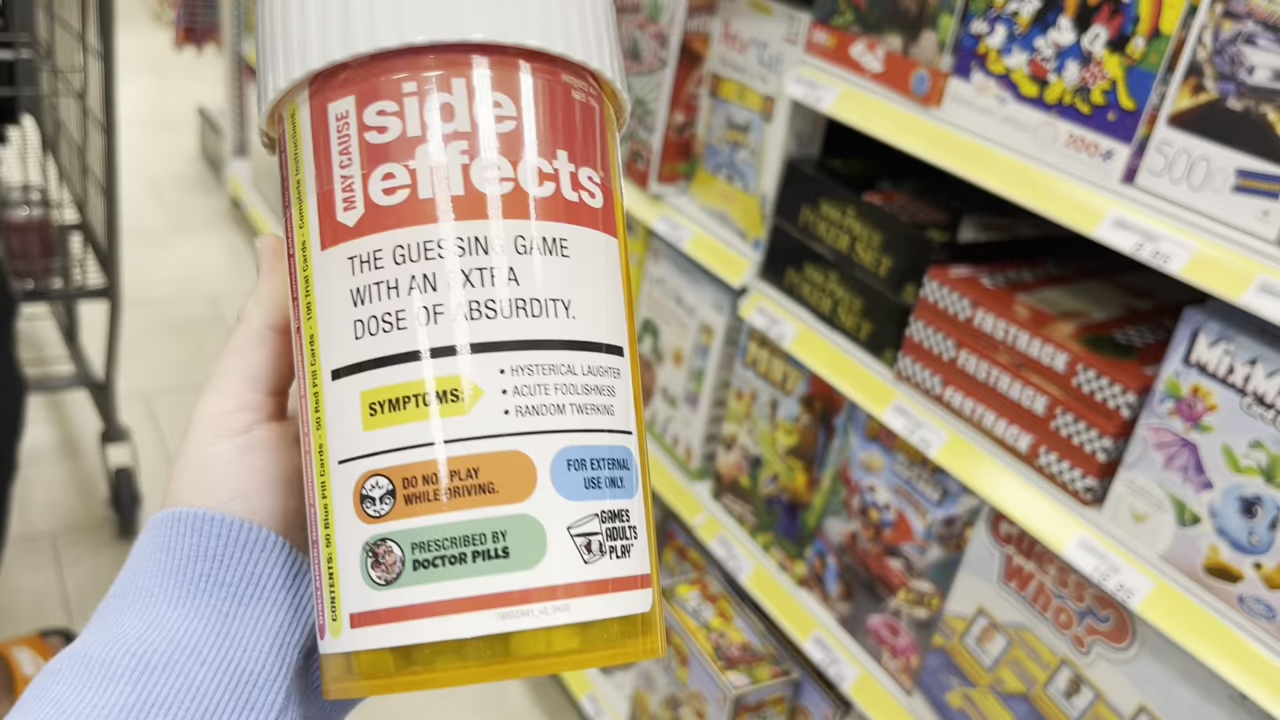 MAY CAUSE
side
effects
THE GUESSING GAME
WITH AN EXTRA
DOSE OF ABSURDITY.
SYMPTOMS:
• HYSTERICAL LAUGHTER
• ACUTE FOOLISHNESS
• RANDOM TWERKING
DO NOT PLAY
WHILE DRIVING.
FOR EXTERNAL
USE ONLY.
PRESCRIBED BY
DOCTOR PILLS
GAMES
ADULTS
PLAY
CONTENTS: 50 Blue Pill Cards - 50 Red Pill Cards - 100 Trial Cards - Complete Instructions.
500
POKER SET
POKER SET
FASTRACK
FASTRACK
FASTRACK
GUESS
WHO?